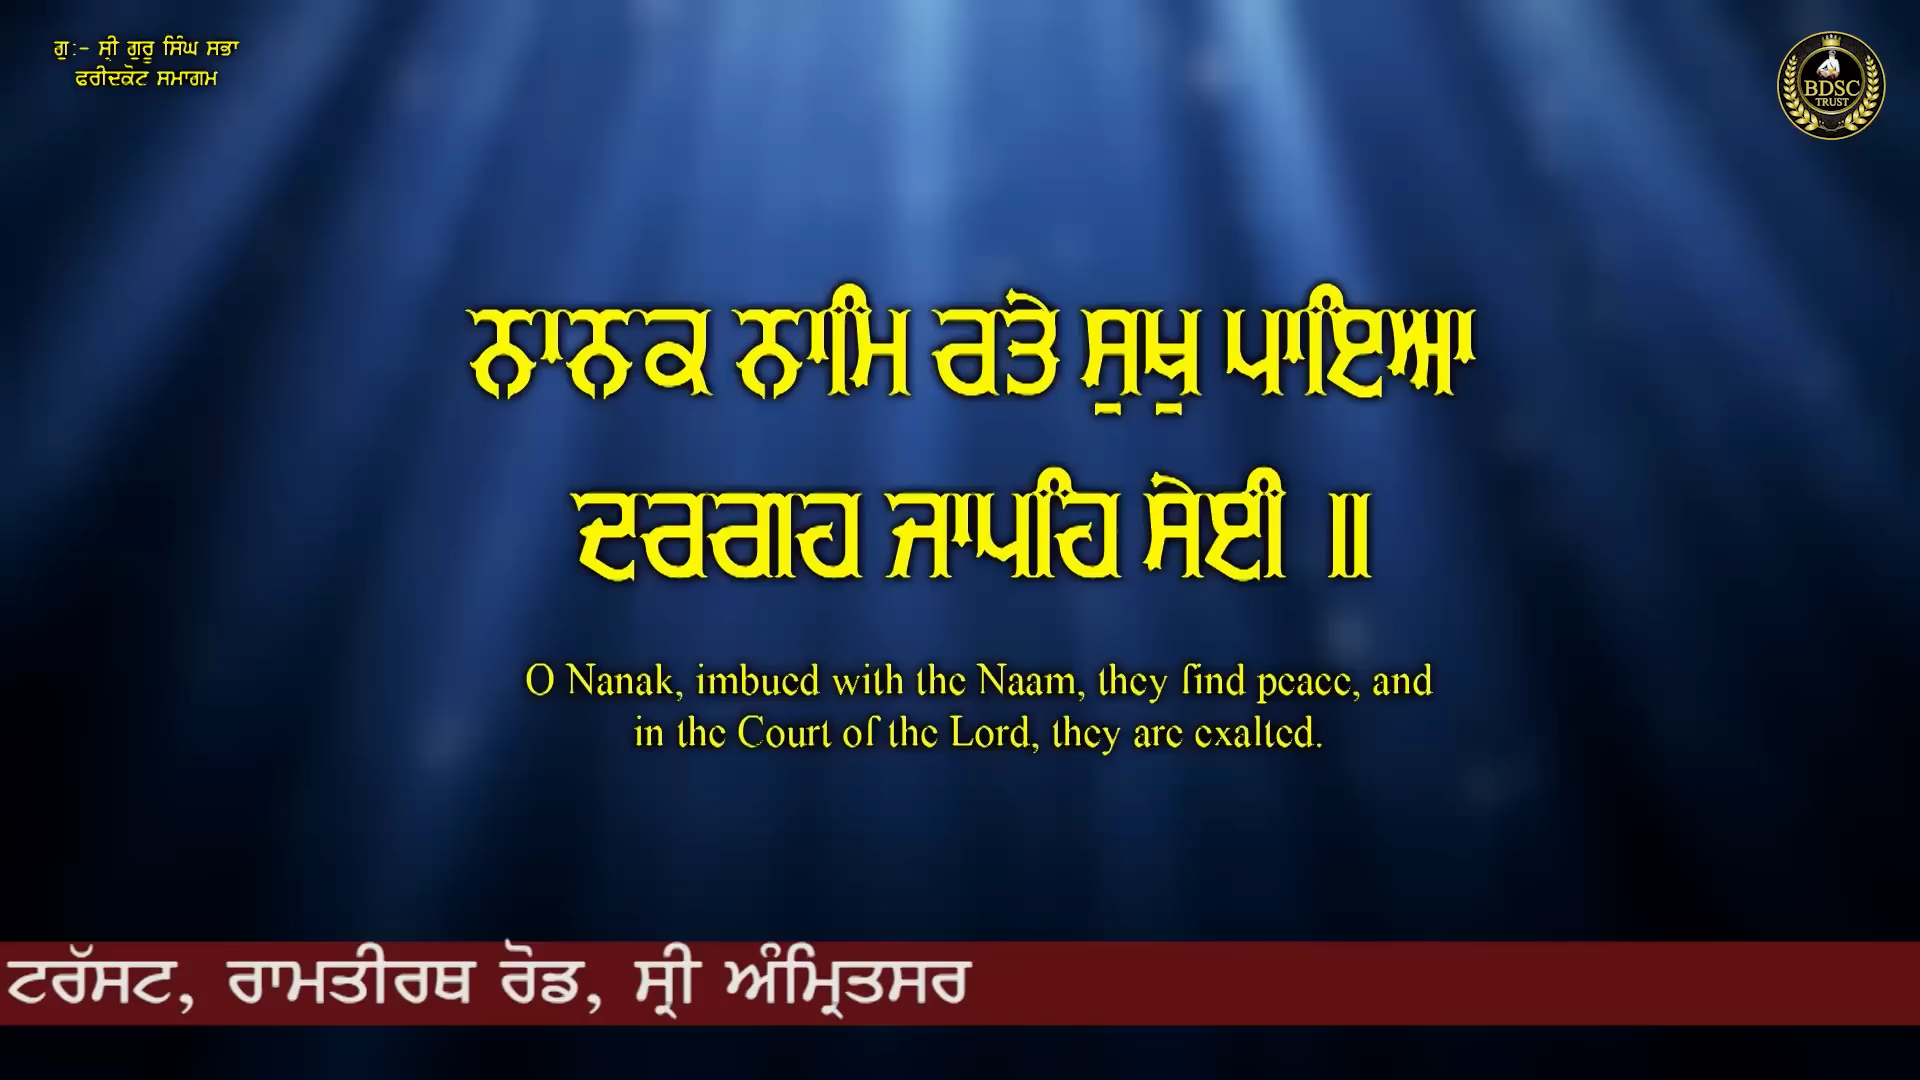 ਗੁ:- ਸ੍ਰੀ ਗੁਰੂ ਸਿੰਘ ਸਭਾ
ਫਰੀਦਕੋਟ ਸਮਾਗਮ
BDSC
TRUST
ਨਾਨਕ ਨਾਮਿ ਰਤੇ ਸੁਖੁ ਪਾਇਆ
ਦਰਗਹ ਜਾਪਹਿ ਸੇਈ ॥
O Nanak, imbued with the Naam, they find peace, and
in the Court of the Lord, they are exalted.
ਟਰੱਸਟ, ਰਾਮਤੀਰਥ ਰੋਡ, ਸ੍ਰੀ ਅੰਮ੍ਰਿਤਸਰ